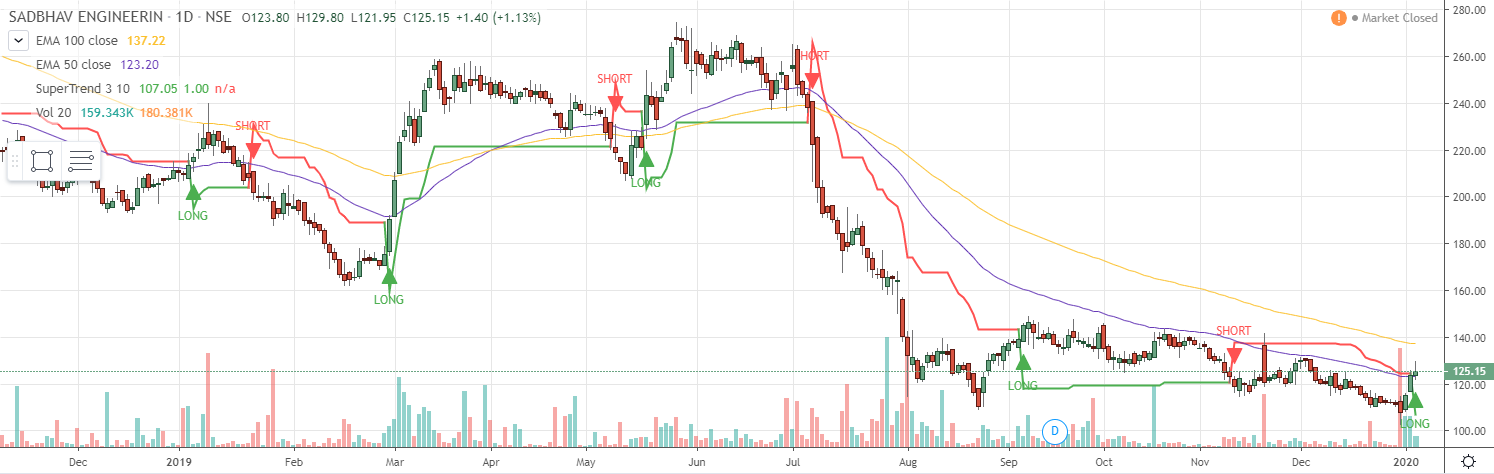 SADBHAV ENGINEERIN · 1D · NSE O123.80 H129.80 L121.95 C125.15 +1.40 (+1.13%)
! Market Closed
EMA 100 close 137.22
EMA 50 close 123.20
SuperTrend 3 10 107.05 1.00 n/a
Vol 20 159.343K 180.381K
SHORT
SHORT
SHORT
SHORT
LONG
LONG
LONG
LONG
LONG
D
280.00
260.00
240.00
220.00
200.00
180.00
160.00
140.00
125.15
120.00
100.00
Dec 2019 Feb Mar Apr May Jun Jul Aug Sep Oct Nov Dec 2020